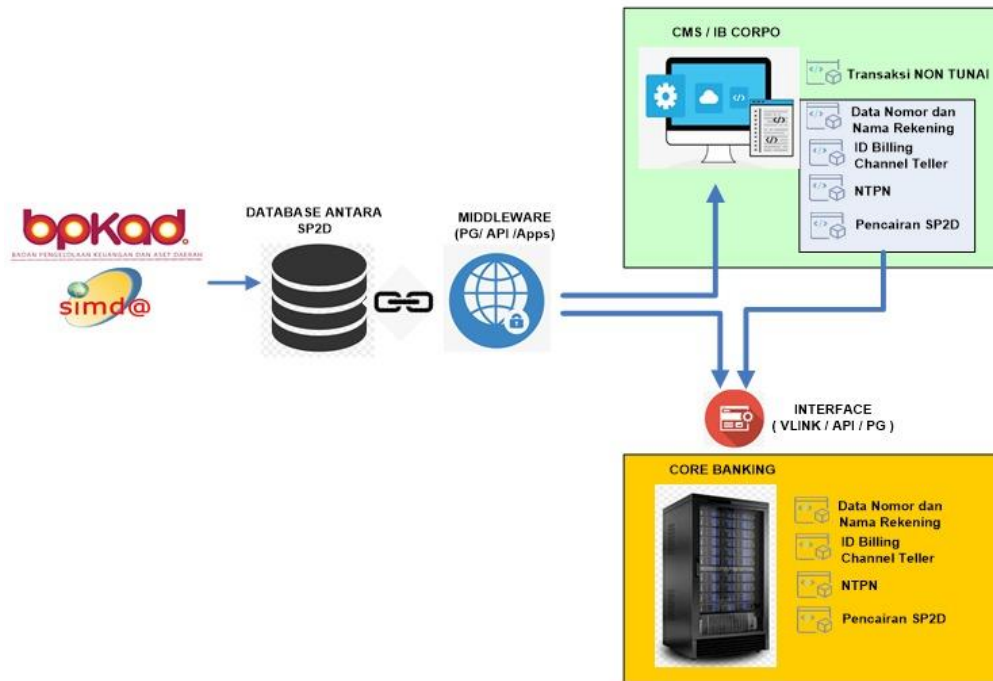 CMS / IB CORPO
Transaksi NON TUNAI
Data Nomor dan
Nama Rekening
ID Billing
Channel Teller
NTPN
Pencairan SP2D
bpkad.
BADAN PENGELOLAAN KEUANGAN DAN ASET DAERAH
simd@
DATABASE ANTARA
SP2D
MIDDLEWARE
(PG/ API /Apps)
INTERFACE
( VLINK / API / PG )
CORE BANKING
Data Nomor dan
Nama Rekening
ID Billing
Channel Teller
NTPN
Pencairan SP2D